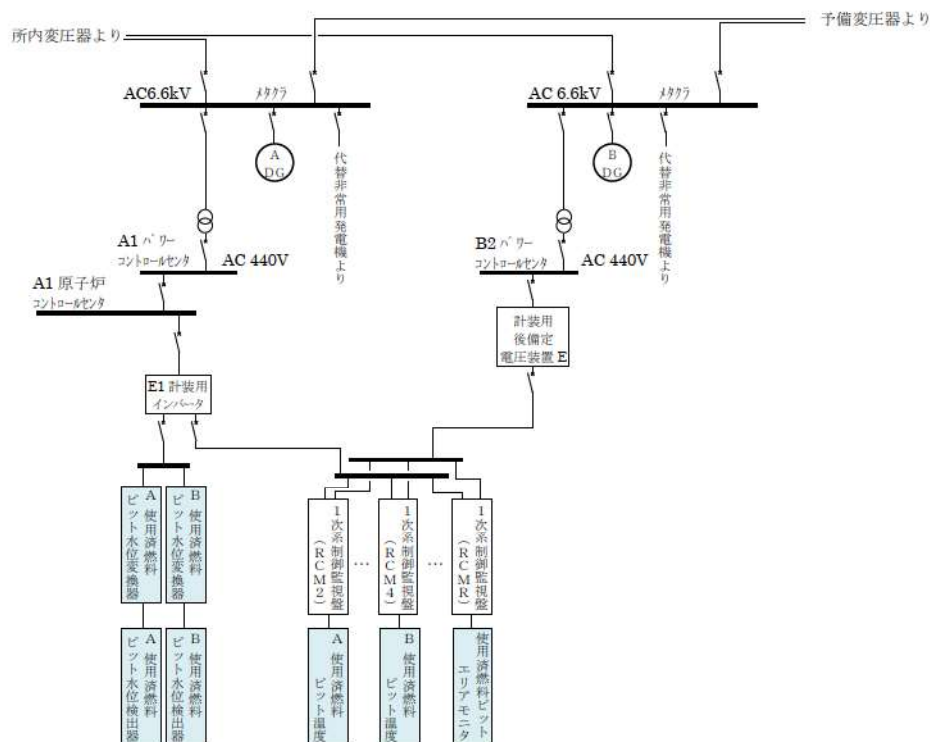 所内変圧器より
予備変圧器より
AC6.6kV
メタクラ
AC 6.6kV
メタクラ
A
DG
代替非常用発電機より
B
DG
代替非常用発電機より
A1 パワー
コントロールセンタ
AC 440V
B2 パワー
コントロールセンタ
AC 440V
A1 原子炉
コントロールセンタ
計装用
後備定
電圧装置 E
E1 計装用
インバータ
A 使用済燃料
ピット水位変換器
B 使用済燃料
ピット水位変換器
1次系制御監視盤
（RCM2）
…
1次系制御監視盤
（RCM4）
…
1次系制御監視盤
（RCMR）
A 使用済燃料
ピット水位検出器
B 使用済燃料
ピット水位検出器
A 使用済燃料
ピット温度
B 使用済燃料
ピット温度
使用済燃料ピット
エリアモニタ